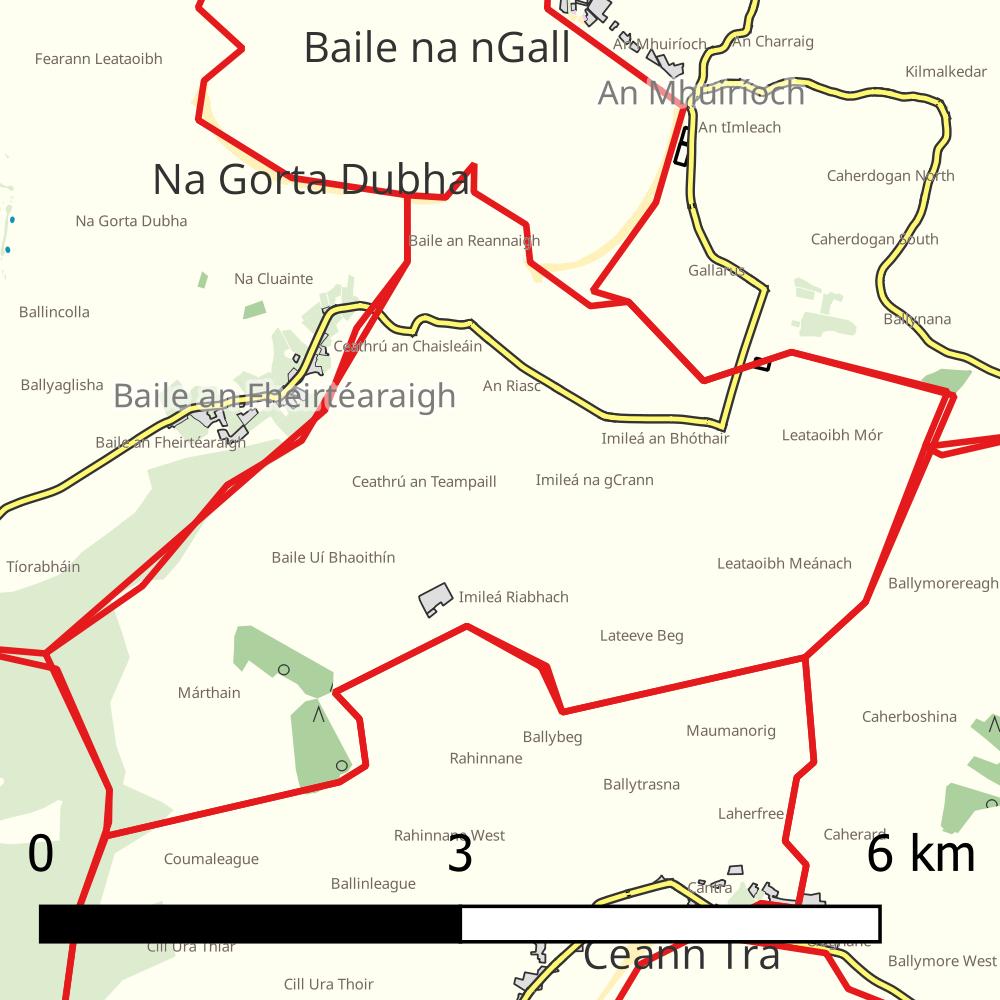 An Mhuiríoch
An Charraig
Baile na nGall
Fearann Leataoibh
Kilmalkedar
An Mhuiríoch
An tImleach
Na Gorta Dubha
Caherdogan North
Na Gorta Dubha
Baile an Reannaigh
Caherdogan South
Gallarus
Na Cluainte
Ballincolla
Ballynana
Ceathrú an Chaisleáin
Ballyaglisha
An Riasc
Baile an Fheirtéaraigh
Baile an Fheirtéaraigh
Imileá an Bhóthair
Leataoibh Mór
Ceathrú an Teampaill
Imileá na gCrann
Baile Uí Bhaoithín
Leataoibh Meánach
Tíorabháin
Ballymorereagh
Imileá Riabhach
Lateeve Beg
Márthain
Caherboshina
Maumanorig
Ballybeg
Rahinnane
Ballytrasna
Laherfree
Rahinnane West
Caherard
0 3 6 km
Coumaleague
Ballinleague
Cantra
Cill Ura Thiar
Ceann Trá
Ballymore West
Cill Ura Thoir